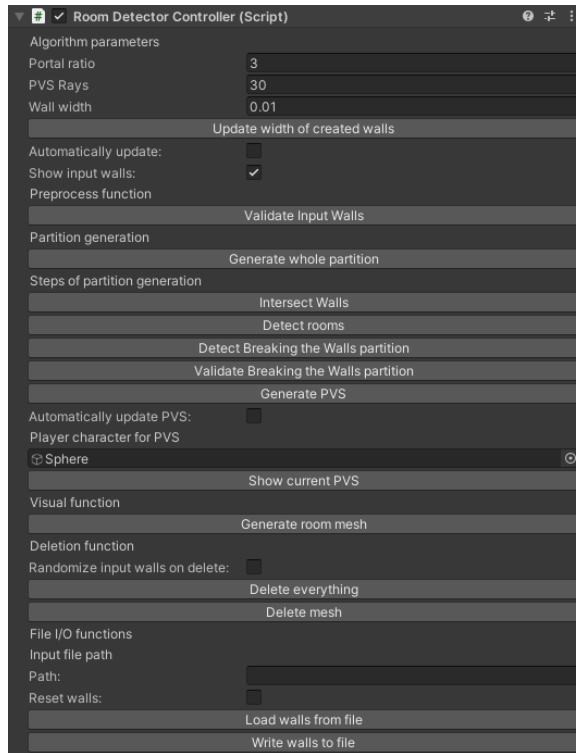 Room Detector Controller (Script)
Algorithm parameters
Portal ratio 3
PVS Rays 30
Wall width 0.01
Update width of created walls
Automatically update:
Show input walls:
Preprocess function
Validate Input Walls
Partition generation
Generate whole partition
Steps of partition generation
Intersect Walls
Detect rooms
Detect Breaking the Walls partition
Validate Breaking the Walls partition
Generate PVS
Automatically update PVS:
Player character for PVS
Sphere
Show current PVS
Visual function
Generate room mesh
Deletion function
Randomize input walls on delete:
Delete everything
Delete mesh
File I/O functions
Input file path
Path:
Reset walls:
Load walls from file
Write walls to file